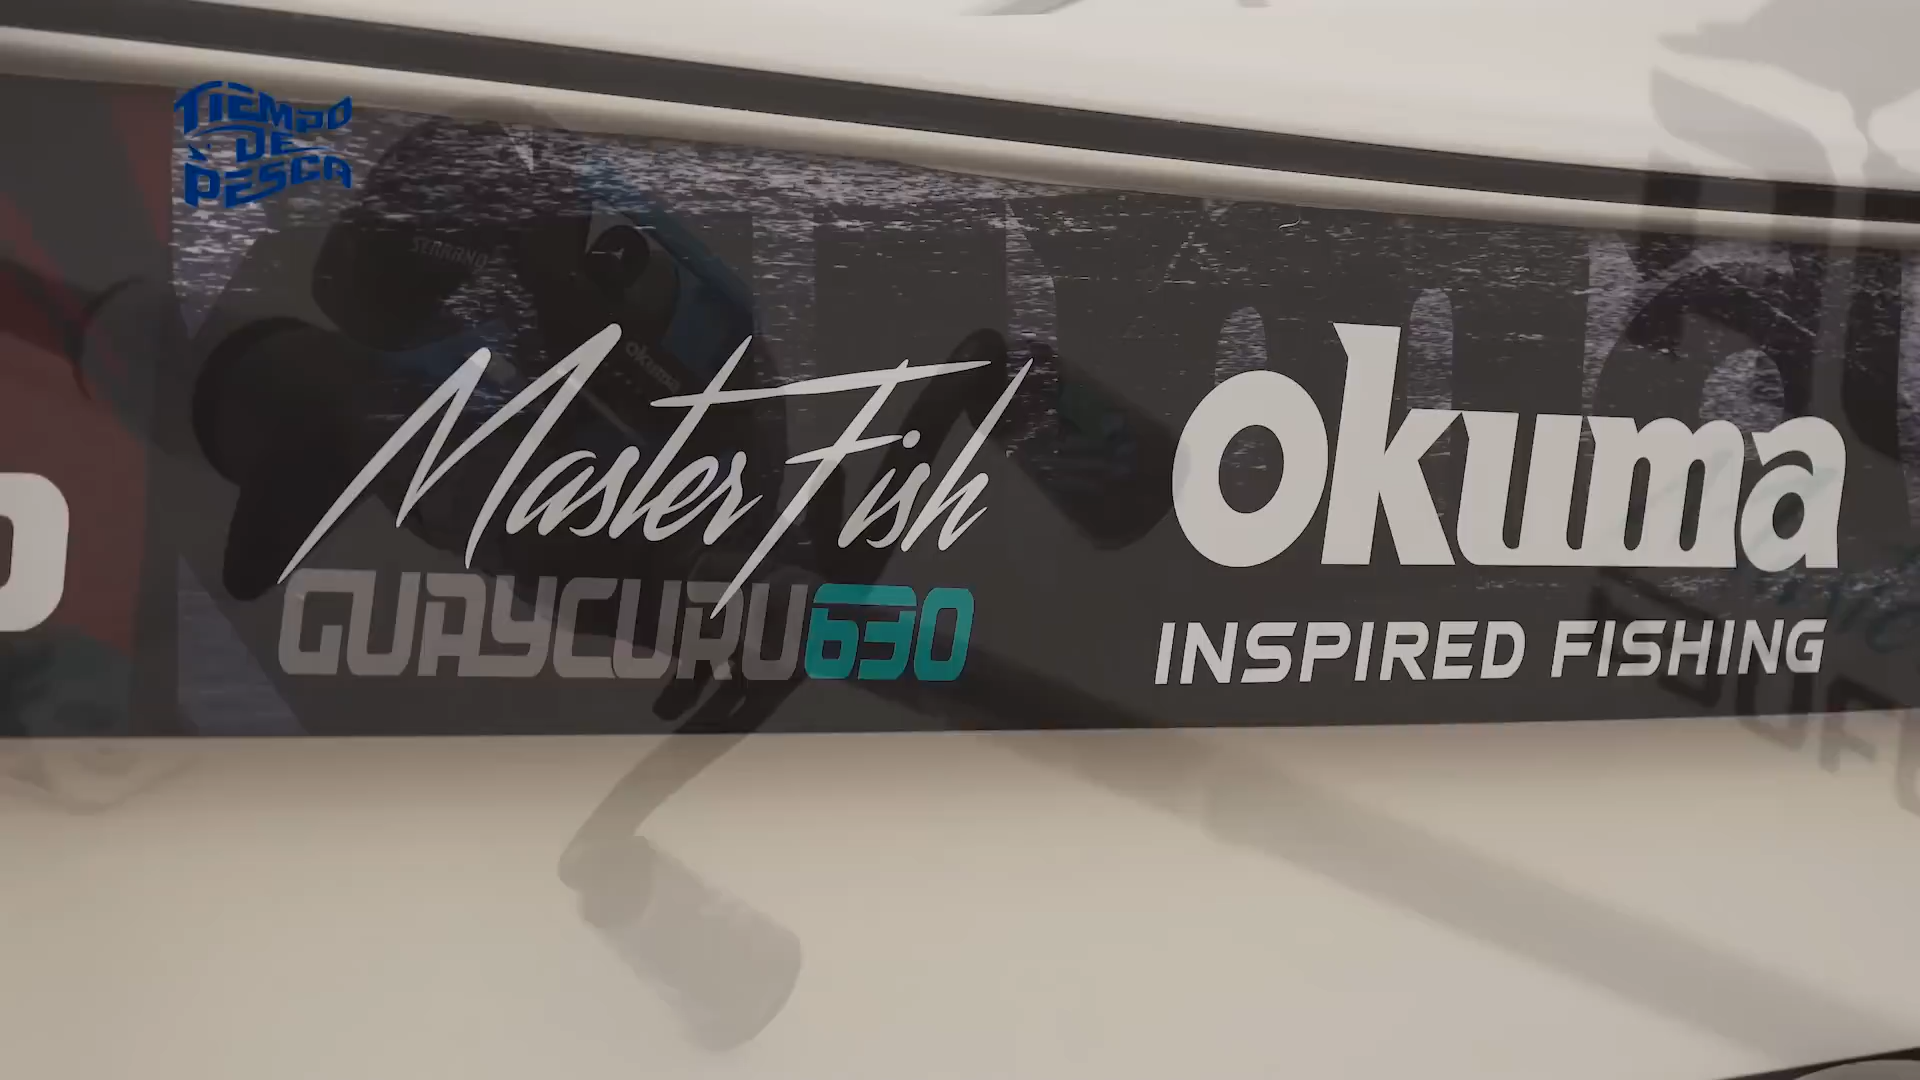 TIEMPO
DE
PESCA
SERRANO
okuma
Master Fish
GUAYCURU630
okuma
INSPIRED FISHING